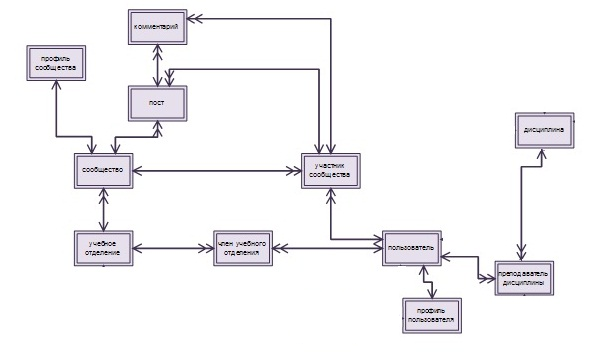 комментарий
профиль
сообщества
пост
дисциплина
сообщество
участник
сообщества
учебное
отделение
член учебного
отделения
пользователь
преподаватель
дисциплины
профиль
пользователя